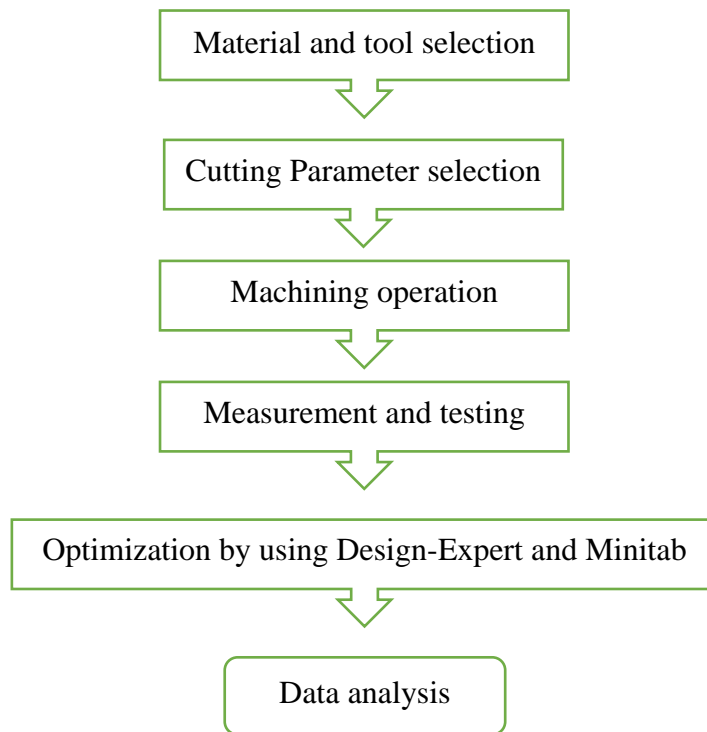 Material and tool selection
Cutting Parameter selection
Machining operation
Measurement and testing
Optimization by using Design-Expert and Minitab
Data analysis